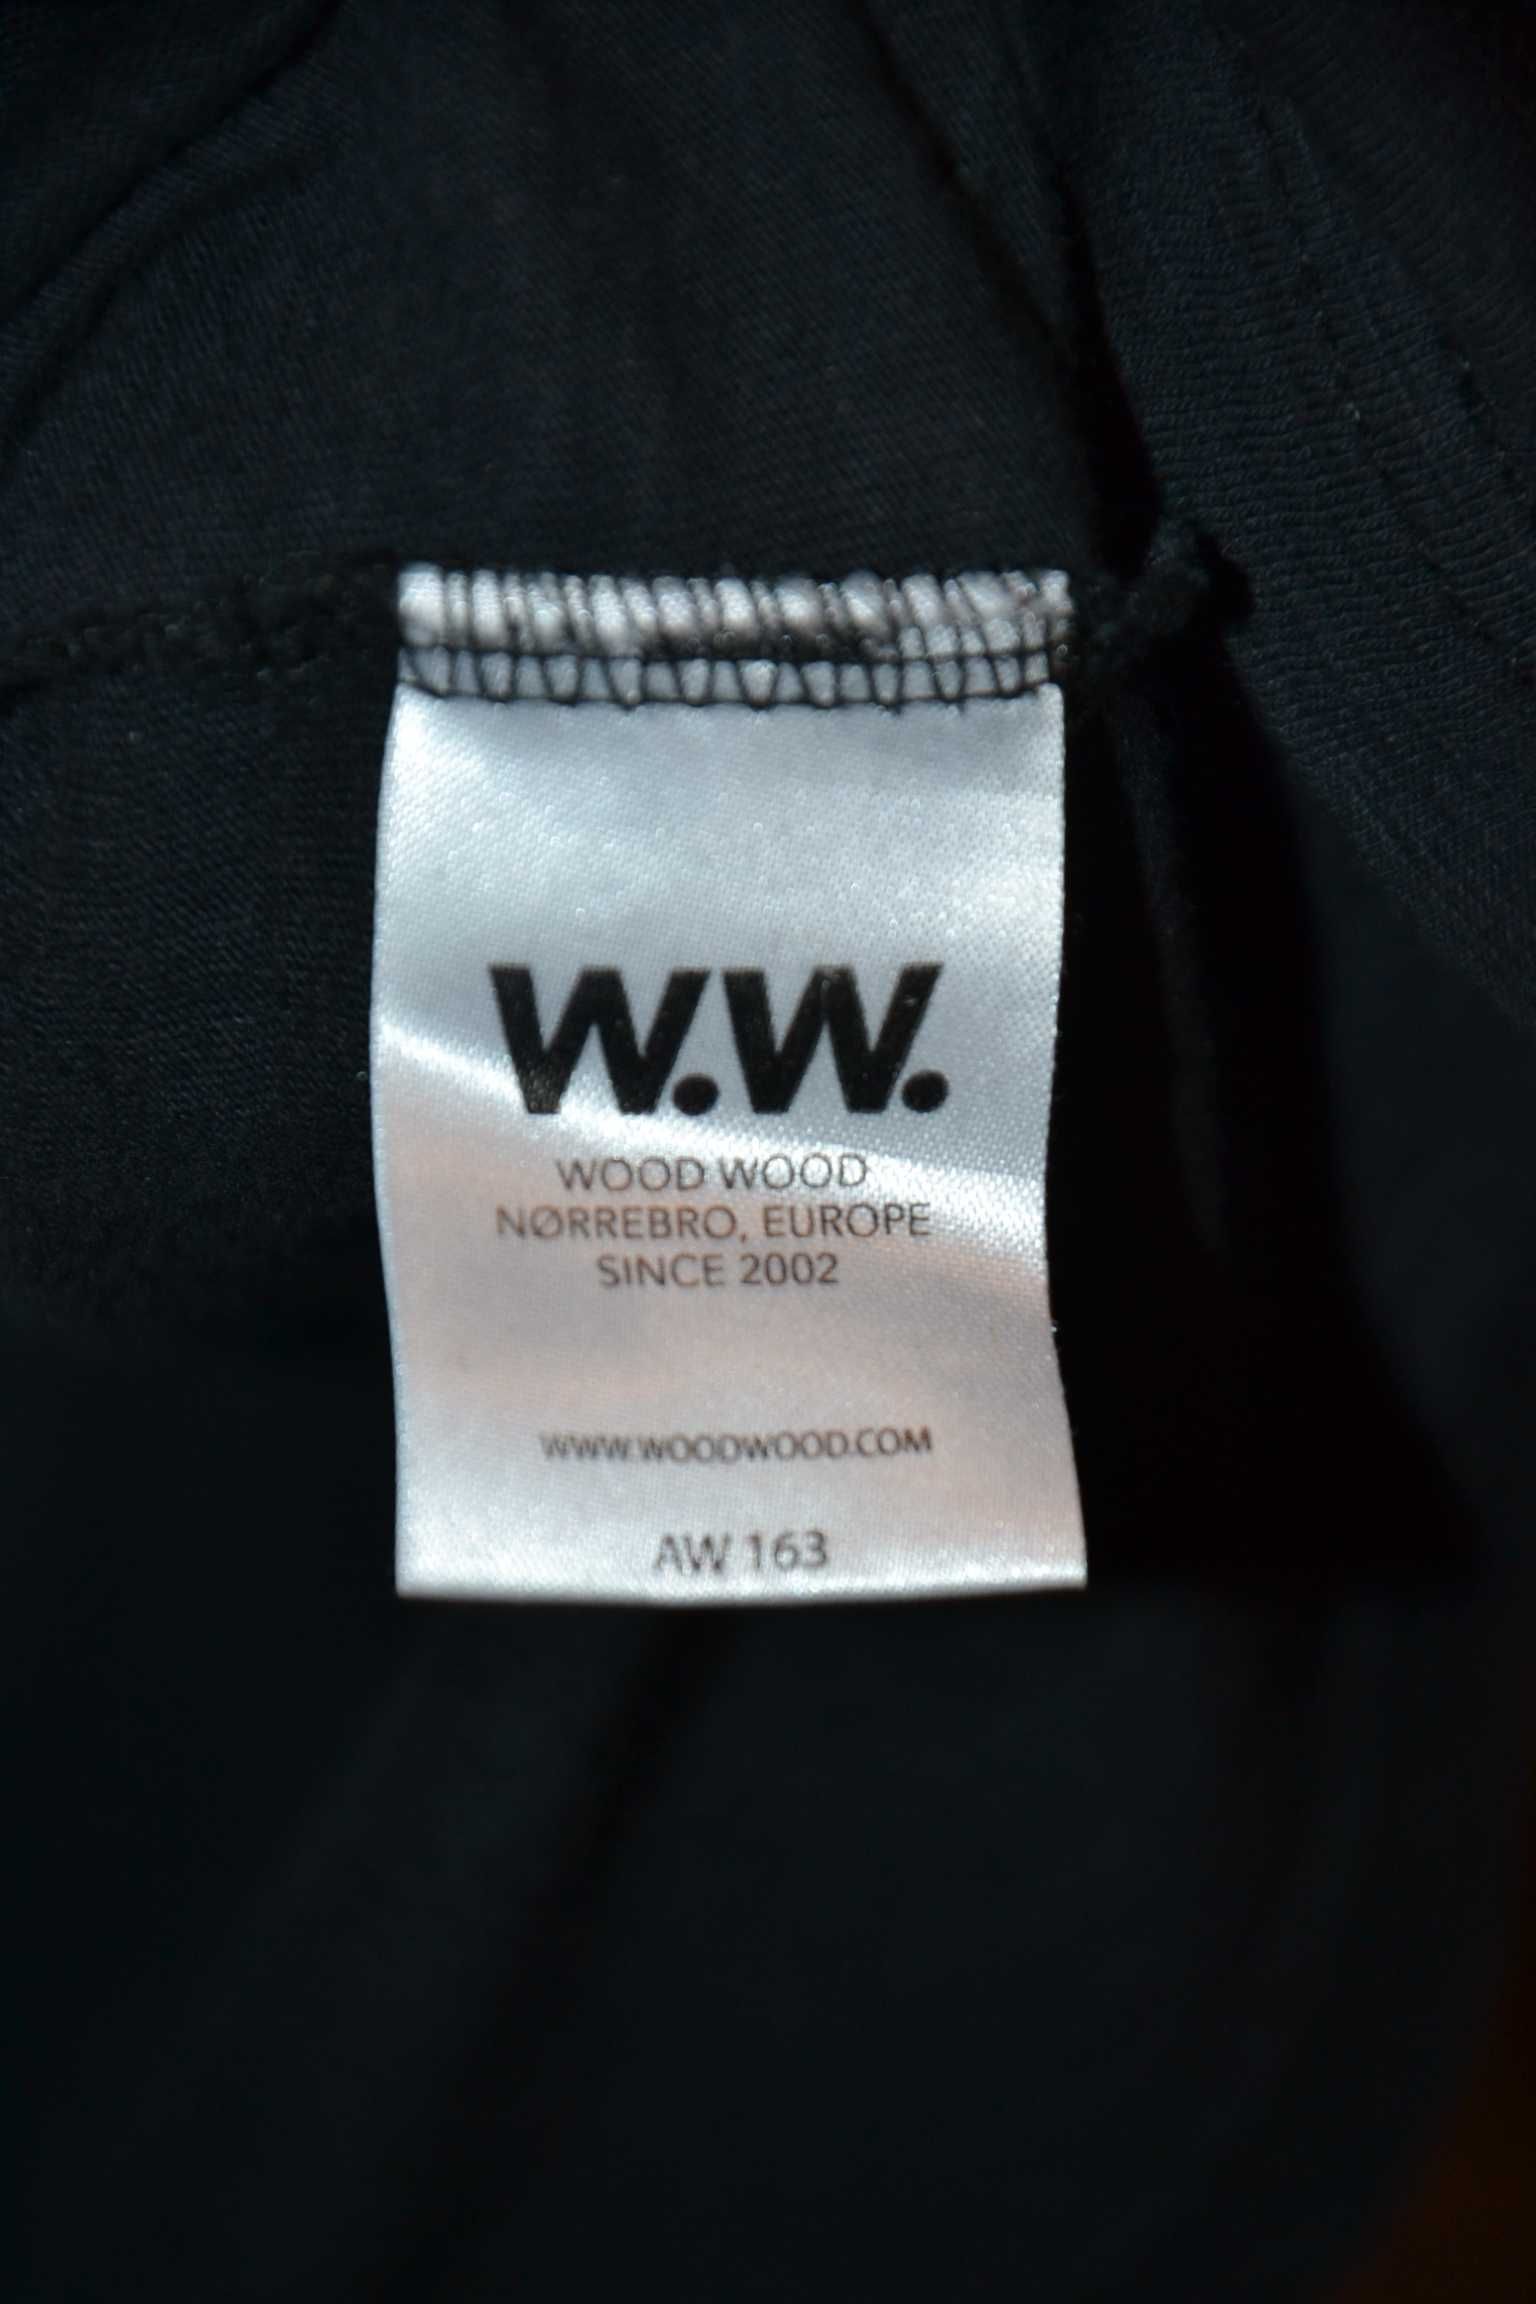 W.W.
WOOD WOOD
NØRREBRO, EUROPE
SINCE 2002
WWW.WOODWOOD.COM
AW 163